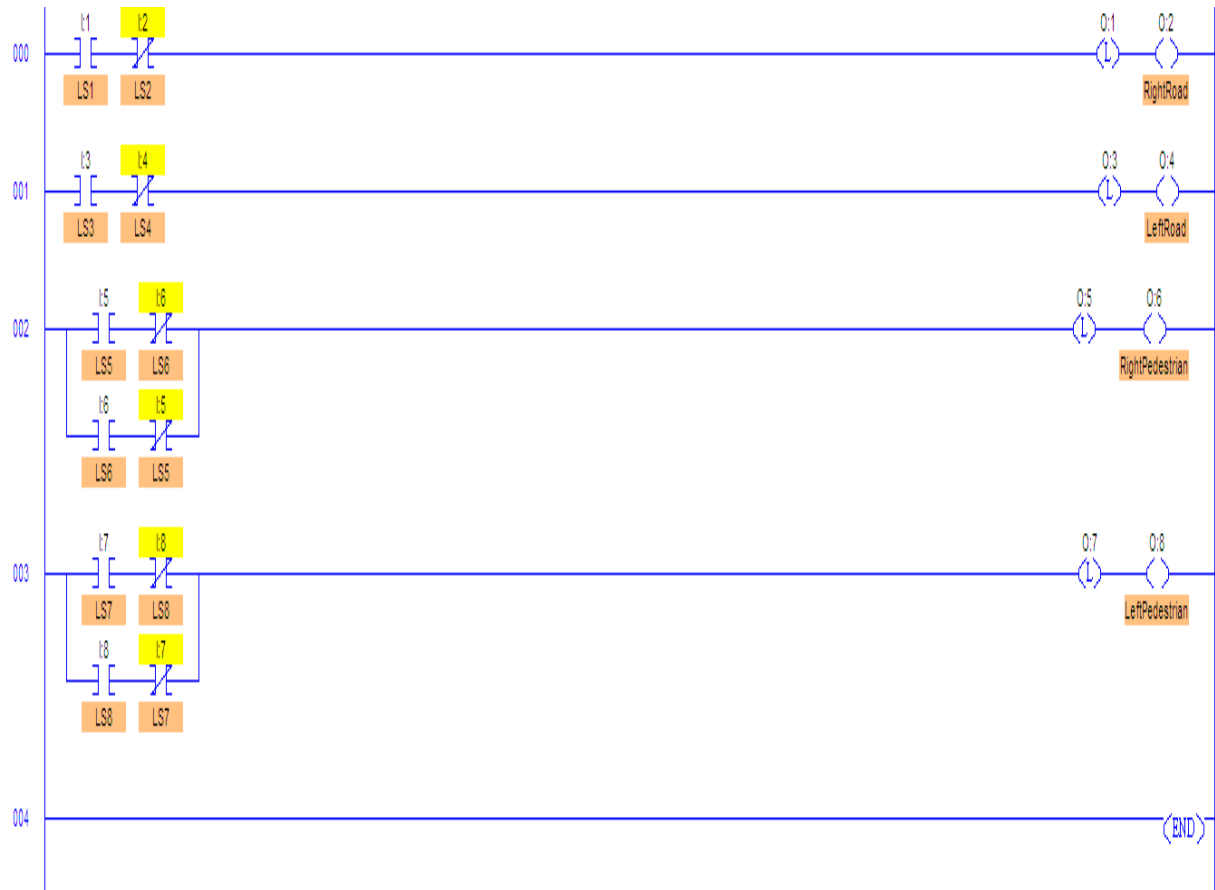 I:1 I:2 O:1 O:2
000 L
LS1 LS2 RightRoad
I:3 I:4 O:3 O:4
001 L
LS3 LS4 LeftRoad
I:5 I:6 O:5 O:6
002 L
LS5 LS6 RightPedestrian
I:6 I:5
LS6 LS5
I:7 I:8 O:7 O:8
003 L
LS7 LS8 LeftPedestrian
I:8 I:7
LS8 LS7
004 (END)